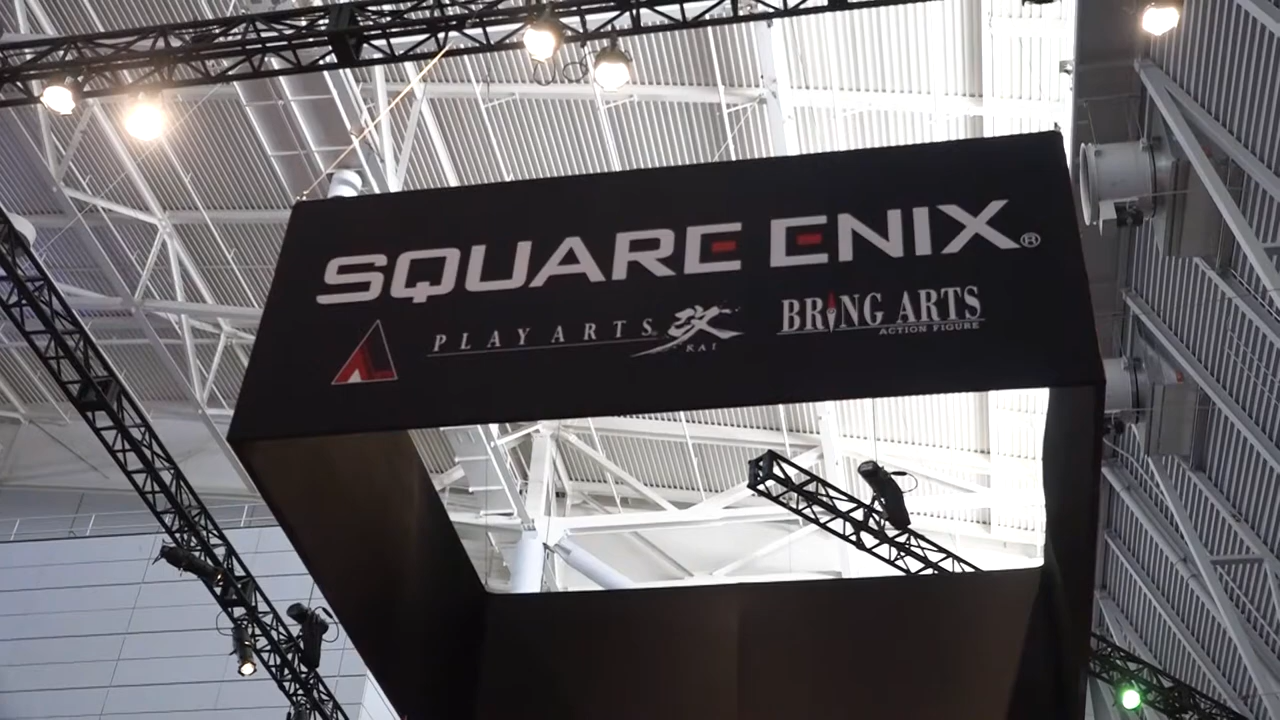 SQUARE ENIX®
PLAY ARTS 改
KAI
BRING ARTS
ACTION FIGURE